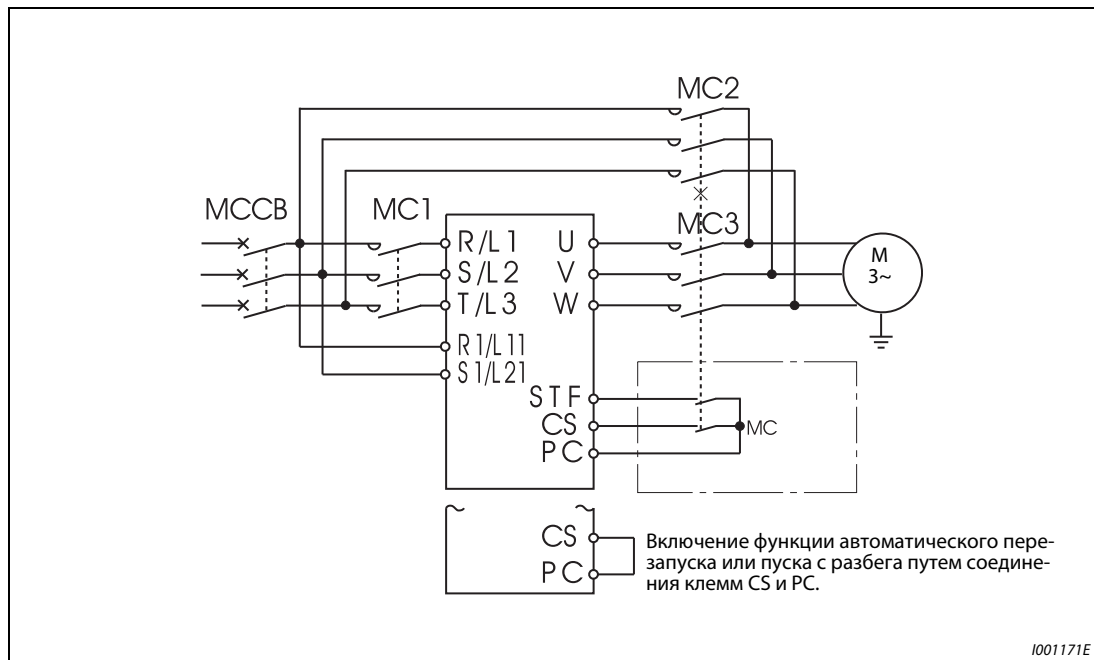 MC2
MCCB
MC1
MC3
R/L1
U
S/L2
V
T/L3
W
M
3~
R1/L11
S1/L21
STF
CS
MC
PC
CS
PC
Включение функции автоматического пере-
запуска или пуска с разбега путем соедине-
ния клемм CS и PC.
I001171E